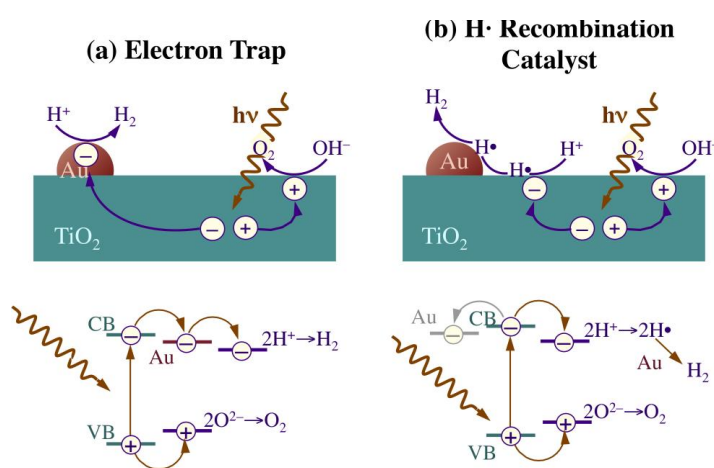 (a) Electron Trap
(b) H· Recombination
Catalyst
H⁺ H₂
hν
O₂ OH⁻
−
Au
+
− +
TiO₂
H₂
hν
H•
Au
H•
H⁺
O₂ OH⁻
−
+
− +
TiO₂
CB
−
−
Au
− 2H⁺→H₂
VB
+
+ 2O²⁻→O₂
Au
−
CB
−
− 2H⁺→2H•
Au
H₂
VB
+
+ 2O²⁻→O₂